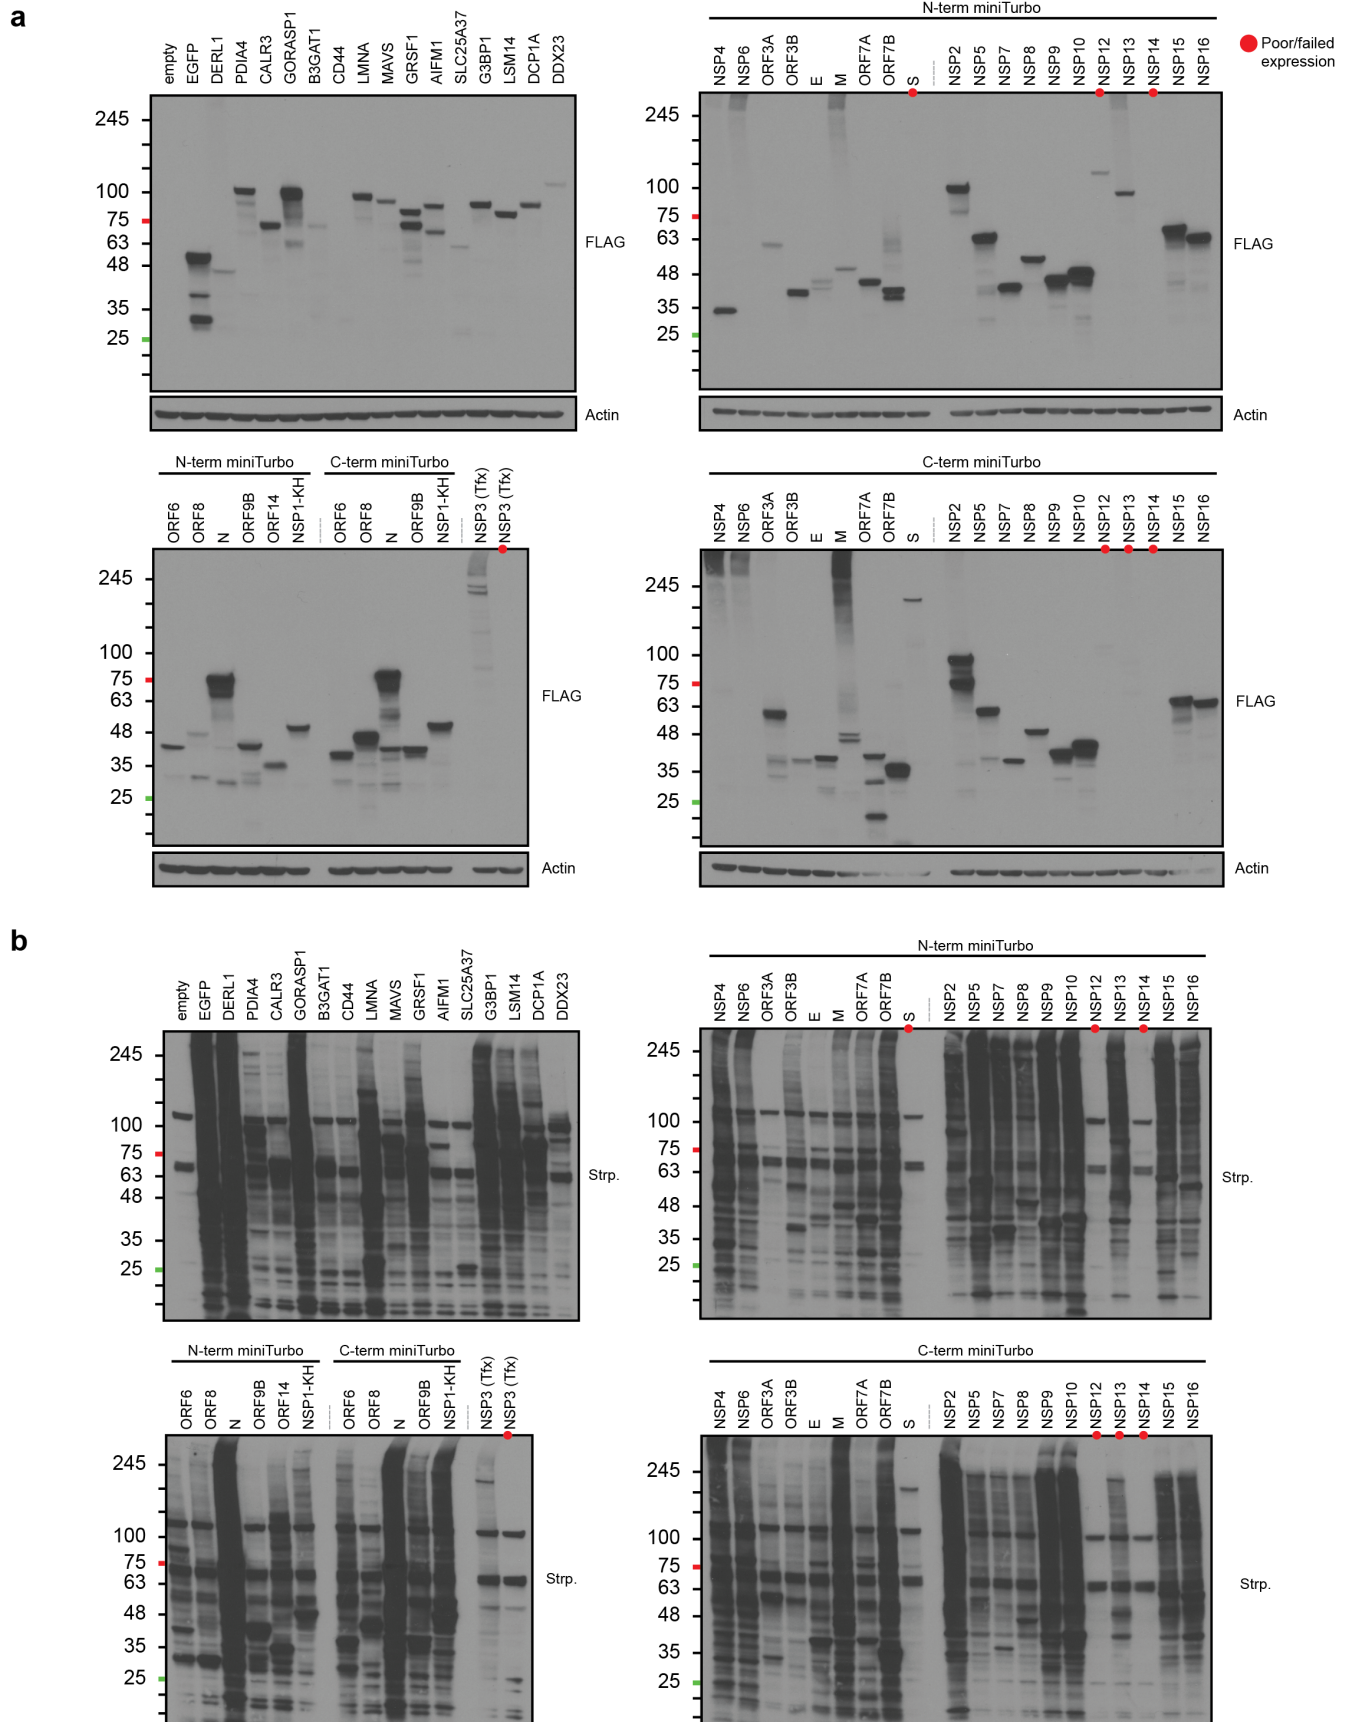 a
empty
EGFP
DERL1
PDIA4
CALR3
GORASP1
B3GAT1
CD44
LMNA
MAVS
GRSF1
AIFM1
SLC25A37
G3BP1
LSM14
DCP1A
DDX23
245
100
75
63
48
35
25
FLAG
Actin
N-term miniTurbo
NSP4
NSP6
ORF3A
ORF3B
E
M
ORF7A
ORF7B
S
NSP2
NSP5
NSP7
NSP8
NSP9
NSP10
NSP12
NSP13
NSP14
NSP15
NSP16
Poor/failed
expression
245
100
75
63
48
35
25
FLAG
Actin
N-term miniTurbo
C-term miniTurbo
ORF6
ORF8
N
ORF9B
ORF14
NSP1-KH
ORF6
ORF8
N
ORF9B
NSP1-KH
NSP3 (Tfx)
NSP3 (Tfx)
245
100
75
63
48
35
25
FLAG
Actin
C-term miniTurbo
NSP4
NSP6
ORF3A
ORF3B
E
M
ORF7A
ORF7B
S
NSP2
NSP5
NSP7
NSP8
NSP9
NSP10
NSP12
NSP13
NSP14
NSP15
NSP16
245
100
75
63
48
35
25
FLAG
Actin
b
empty
EGFP
DERL1
PDIA4
CALR3
GORASP1
B3GAT1
CD44
LMNA
MAVS
GRSF1
AIFM1
SLC25A37
G3BP1
LSM14
DCP1A
DDX23
245
100
75
63
48
35
25
Strp.
N-term miniTurbo
NSP4
NSP6
ORF3A
ORF3B
E
M
ORF7A
ORF7B
S
NSP2
NSP5
NSP7
NSP8
NSP9
NSP10
NSP12
NSP13
NSP14
NSP15
NSP16
245
100
75
63
48
35
25
Strp.
N-term miniTurbo
C-term miniTurbo
ORF6
ORF8
N
ORF9B
ORF14
NSP1-KH
ORF6
ORF8
N
ORF9B
NSP1-KH
NSP3 (Tfx)
NSP3 (Tfx)
245
100
75
63
48
35
25
Strp.
C-term miniTurbo
NSP4
NSP6
ORF3A
ORF3B
E
M
ORF7A
ORF7B
S
NSP2
NSP5
NSP7
NSP8
NSP9
NSP10
NSP12
NSP13
NSP14
NSP15
NSP16
245
100
75
63
48
35
25
Strp.